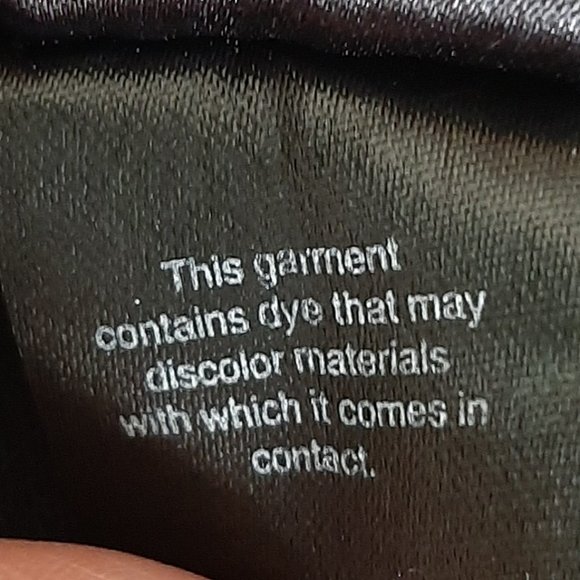 This garment
contains dye that may
discolor materials
with which it comes in
contact.